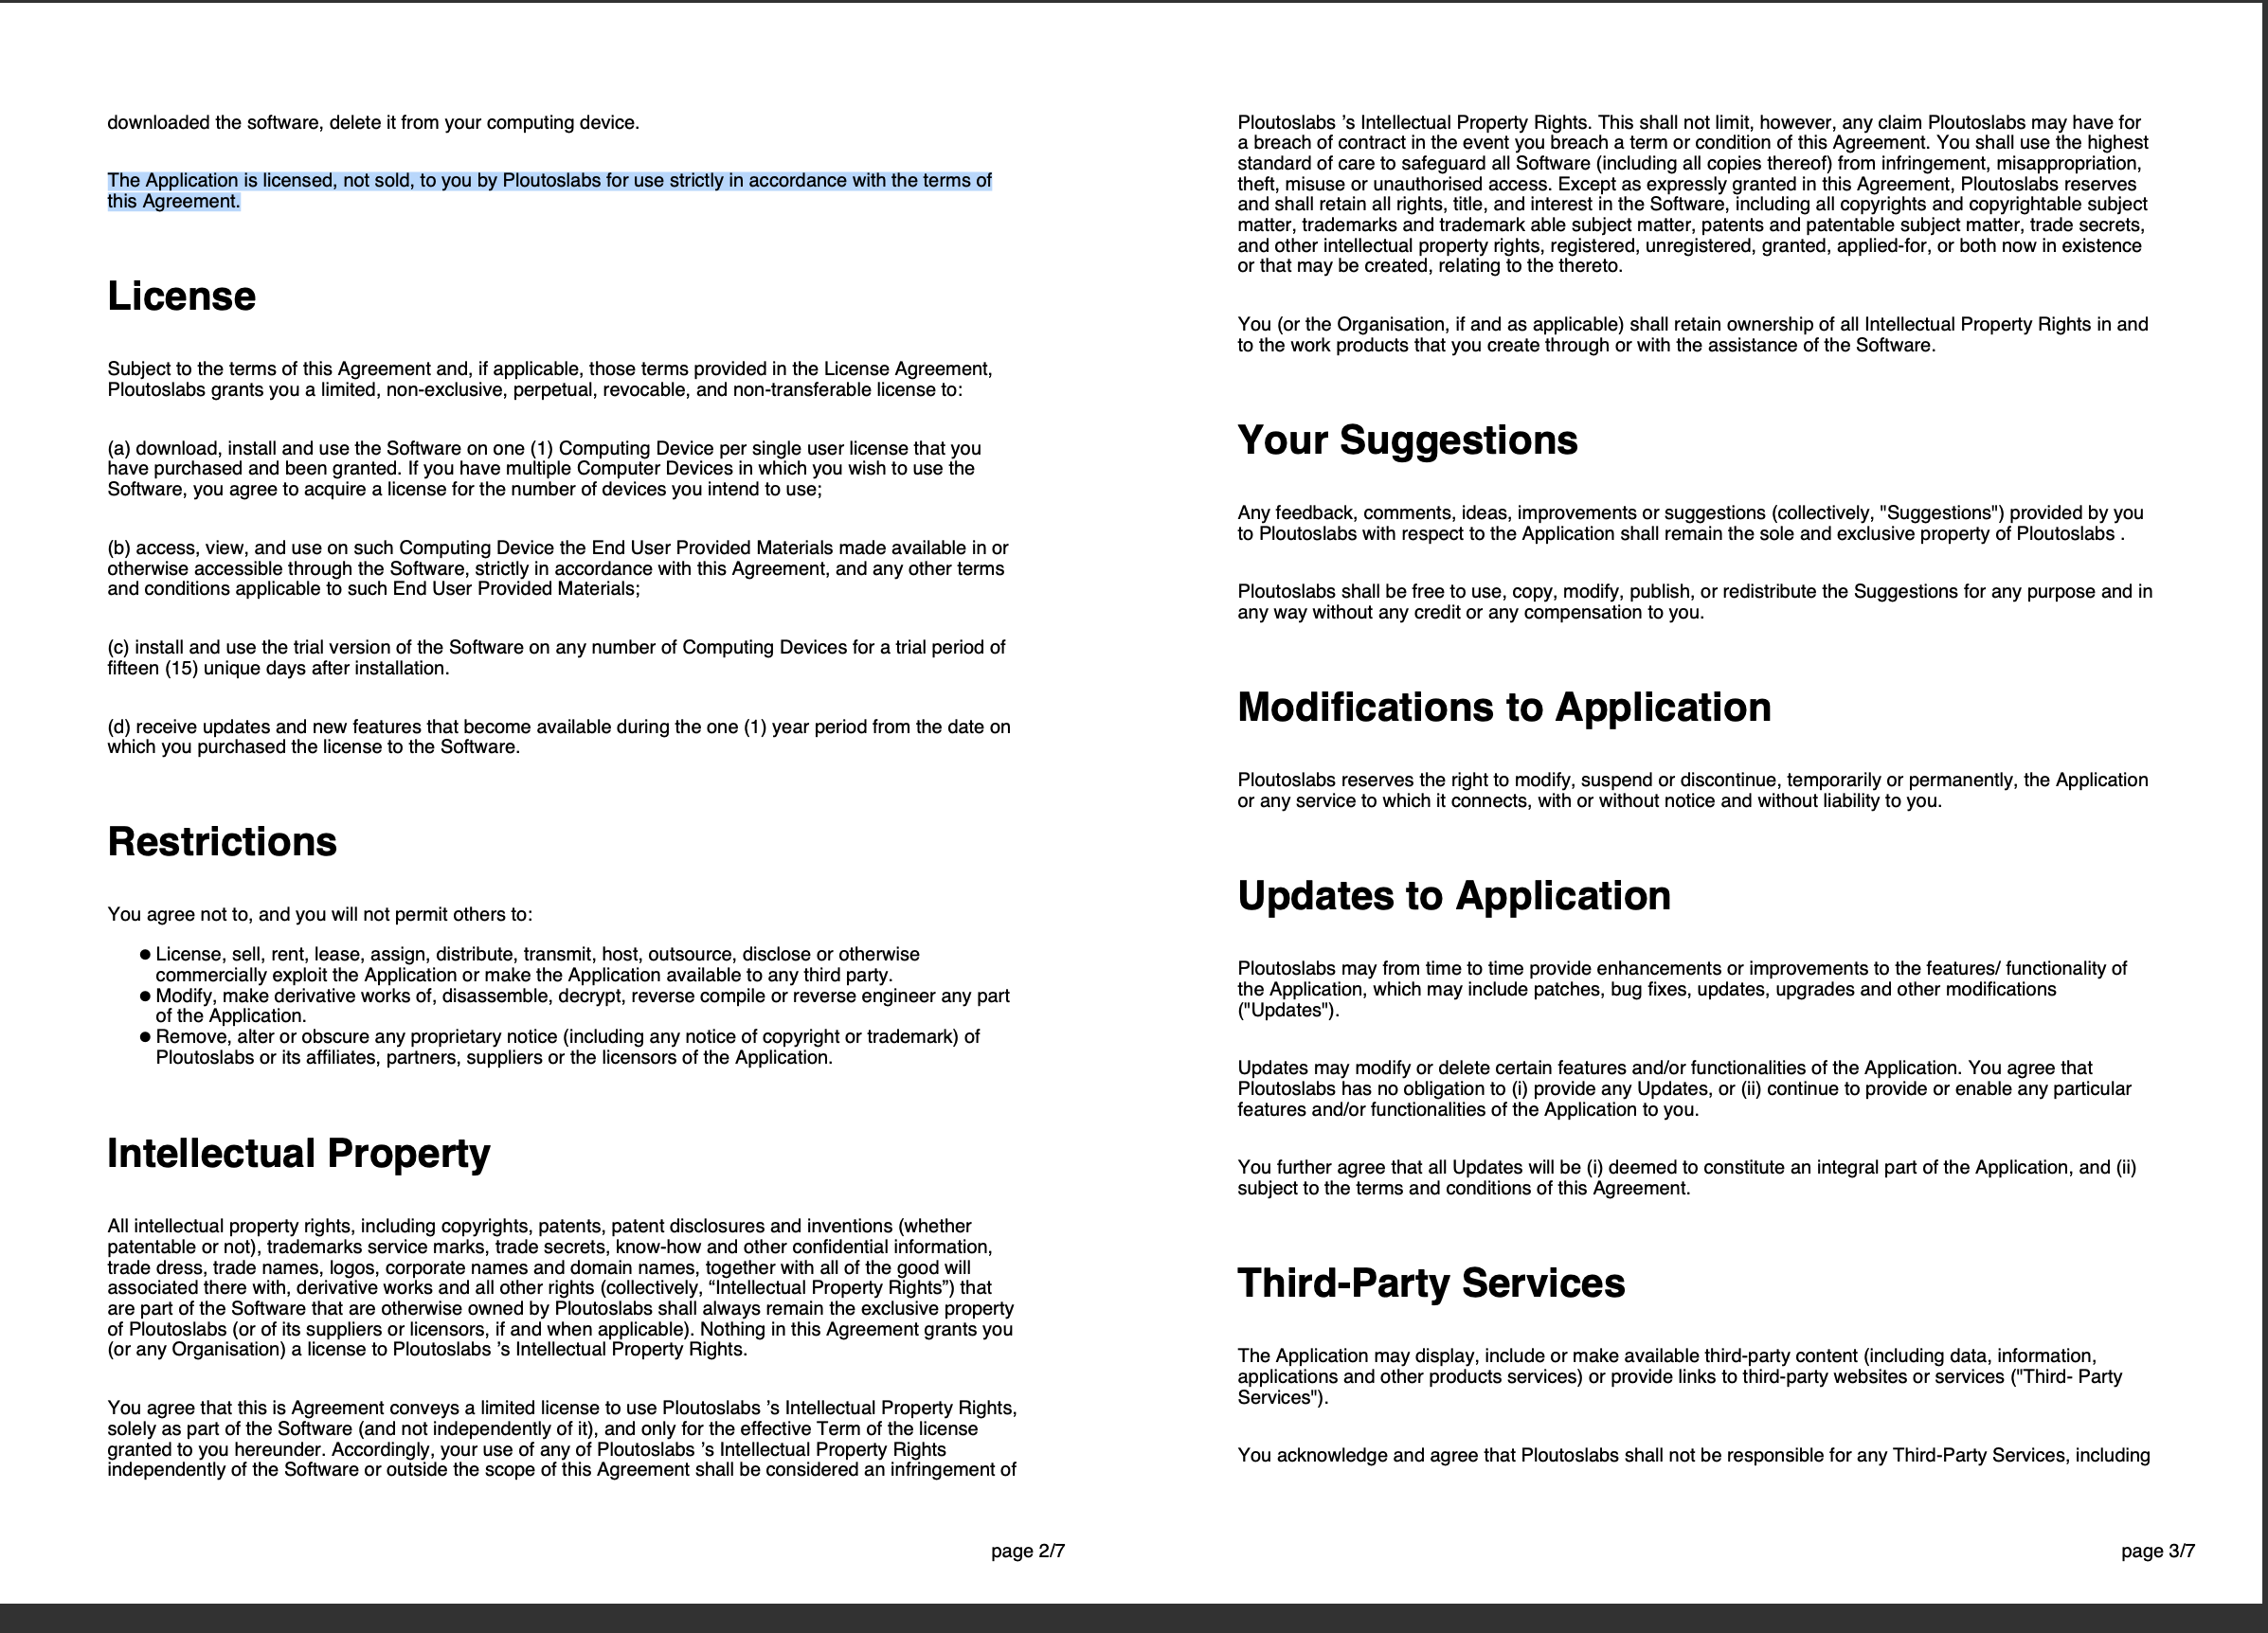 downloaded the software, delete it from your computing device.
The Application is licensed, not sold, to you by Ploutoslabs for use strictly in accordance with the terms of
this Agreement.
License
Subject to the terms of this Agreement and, if applicable, those terms provided in the License Agreement,
Ploutoslabs grants you a limited, non-exclusive, perpetual, revocable, and non-transferable license to:
(a) download, install and use the Software on one (1) Computing Device per single user license that you
have purchased and been granted. If you have multiple Computer Devices in which you wish to use the
Software, you agree to acquire a license for the number of devices you intend to use;
(b) access, view, and use on such Computing Device the End User Provided Materials made available in or
otherwise accessible through the Software, strictly in accordance with this Agreement, and any other terms
and conditions applicable to such End User Provided Materials;
(c) install and use the trial version of the Software on any number of Computing Devices for a trial period of
fifteen (15) unique days after installation.
(d) receive updates and new features that become available during the one (1) year period from the date on
which you purchased the license to the Software.
Restrictions
You agree not to, and you will not permit others to:
● License, sell, rent, lease, assign, distribute, transmit, host, outsource, disclose or otherwise
commercially exploit the Application or make the Application available to any third party.
● Modify, make derivative works of, disassemble, decrypt, reverse compile or reverse engineer any part
of the Application.
● Remove, alter or obscure any proprietary notice (including any notice of copyright or trademark) of
Ploutoslabs or its affiliates, partners, suppliers or the licensors of the Application.
Intellectual Property
All intellectual property rights, including copyrights, patents, patent disclosures and inventions (whether
patentable or not), trademarks service marks, trade secrets, know-how and other confidential information,
trade dress, trade names, logos, corporate names and domain names, together with all of the good will
associated there with, derivative works and all other rights (collectively, “Intellectual Property Rights”) that
are part of the Software that are otherwise owned by Ploutoslabs shall always remain the exclusive property
of Ploutoslabs (or of its suppliers or licensors, if and when applicable). Nothing in this Agreement grants you
(or any Organisation) a license to Ploutoslabs ’s Intellectual Property Rights.
You agree that this is Agreement conveys a limited license to use Ploutoslabs ’s Intellectual Property Rights,
solely as part of the Software (and not independently of it), and only for the effective Term of the license
granted to you hereunder. Accordingly, your use of any of Ploutoslabs ’s Intellectual Property Rights
independently of the Software or outside the scope of this Agreement shall be considered an infringement of
page 2/7
Ploutoslabs ’s Intellectual Property Rights. This shall not limit, however, any claim Ploutoslabs may have for
a breach of contract in the event you breach a term or condition of this Agreement. You shall use the highest
standard of care to safeguard all Software (including all copies thereof) from infringement, misappropriation,
theft, misuse or unauthorised access. Except as expressly granted in this Agreement, Ploutoslabs reserves
and shall retain all rights, title, and interest in the Software, including all copyrights and copyrightable subject
matter, trademarks and trademark able subject matter, patents and patentable subject matter, trade secrets,
and other intellectual property rights, registered, unregistered, granted, applied-for, or both now in existence
or that may be created, relating to the thereto.
You (or the Organisation, if and as applicable) shall retain ownership of all Intellectual Property Rights in and
to the work products that you create through or with the assistance of the Software.
Your Suggestions
Any feedback, comments, ideas, improvements or suggestions (collectively, "Suggestions") provided by you
to Ploutoslabs with respect to the Application shall remain the sole and exclusive property of Ploutoslabs .
Ploutoslabs shall be free to use, copy, modify, publish, or redistribute the Suggestions for any purpose and in
any way without any credit or any compensation to you.
Modifications to Application
Ploutoslabs reserves the right to modify, suspend or discontinue, temporarily or permanently, the Application
or any service to which it connects, with or without notice and without liability to you.
Updates to Application
Ploutoslabs may from time to time provide enhancements or improvements to the features/ functionality of
the Application, which may include patches, bug fixes, updates, upgrades and other modifications
("Updates").
Updates may modify or delete certain features and/or functionalities of the Application. You agree that
Ploutoslabs has no obligation to (i) provide any Updates, or (ii) continue to provide or enable any particular
features and/or functionalities of the Application to you.
You further agree that all Updates will be (i) deemed to constitute an integral part of the Application, and (ii)
subject to the terms and conditions of this Agreement.
Third-Party Services
The Application may display, include or make available third-party content (including data, information,
applications and other products services) or provide links to third-party websites or services ("Third- Party
Services").
You acknowledge and agree that Ploutoslabs shall not be responsible for any Third-Party Services, including
page 3/7